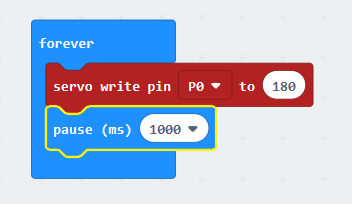 forever
servo write pin P0 to 180
pause (ms) 1000